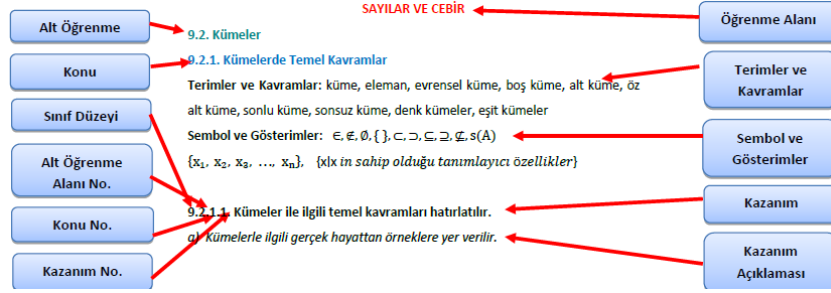 SAYILAR VE CEBİR
Alt Öğrenme
Konu
Sınıf Düzeyi
Alt Öğrenme
Alanı No.
Konu No.
Kazanım No.
9.2. Kümeler
9.2.1. Kümelerde Temel Kavramlar
Terimler ve Kavramlar: küme, eleman, evrensel küme, boş küme, alt küme, öz
alt küme, sonlu küme, sonsuz küme, denk kümeler, eşit kümeler
Sembol ve Gösterimler: ∈, ∉, ∅, { }, ⊂, ⊃, ⊆, ⊇, ⊈, s(A)
{x₁, x₂, x₃, …, xₙ}, {x|x in sahip olduğu tanımlayıcı özellikler}
9.2.1.1. Kümeler ile ilgili temel kavramları hatırlatılır.
a) Kümelerle ilgili gerçek hayattan örneklere yer verilir.
Öğrenme Alanı
Terimler ve
Kavramlar
Sembol ve
Gösterimler
Kazanım
Kazanım
Açıklaması